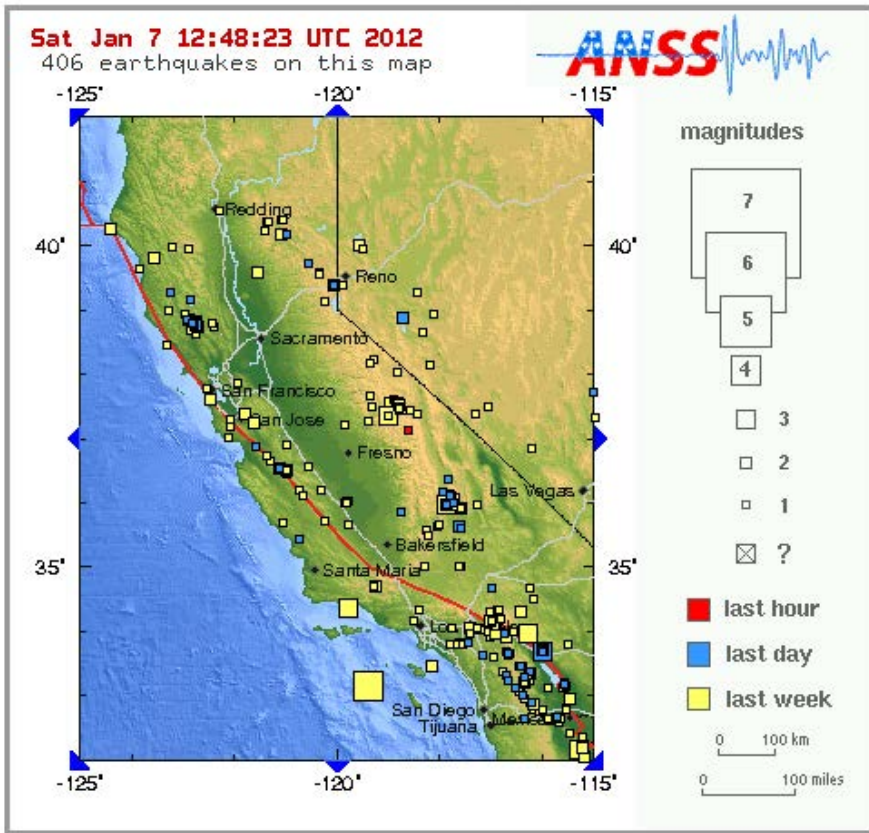 Sat Jan 7 12:48:23 UTC 2012
406 earthquakes on this map
ANSS
-125° -120° -115°
magnitudes
7
6
5
4
3
2
1
?
last hour
last day
last week
0 100 km
0 100 miles
40° 40°
35° 35°
Redding
Reno
Sacramento
San Francisco
San Jose
Fresno
Las Vegas
Bakersfield
Santa Maria
Lo
San Diego
Tijuana
-125° -120° -115°